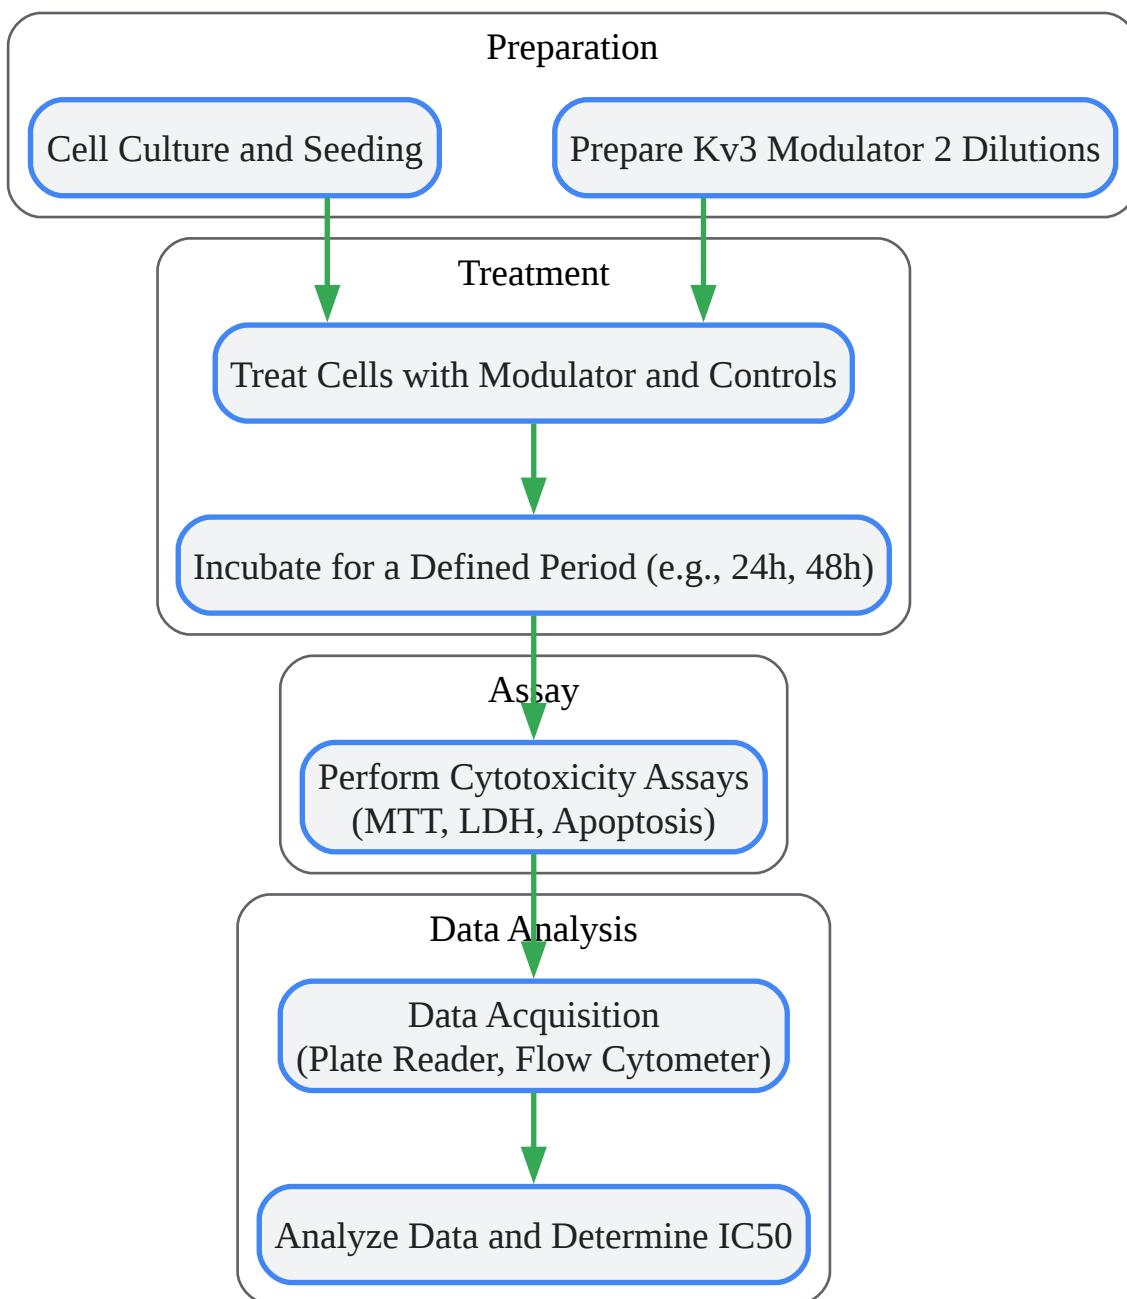 Preparation
Cell Culture and Seeding
Prepare Kv3 Modulator 2 Dilutions
Treatment
Treat Cells with Modulator and Controls
Incubate for a Defined Period (e.g., 24h, 48h)
Assay
Perform Cytotoxicity Assays
(MTT, LDH, Apoptosis)
Data Analysis
Data Acquisition
(Plate Reader, Flow Cytometer)
Analyze Data and Determine IC50